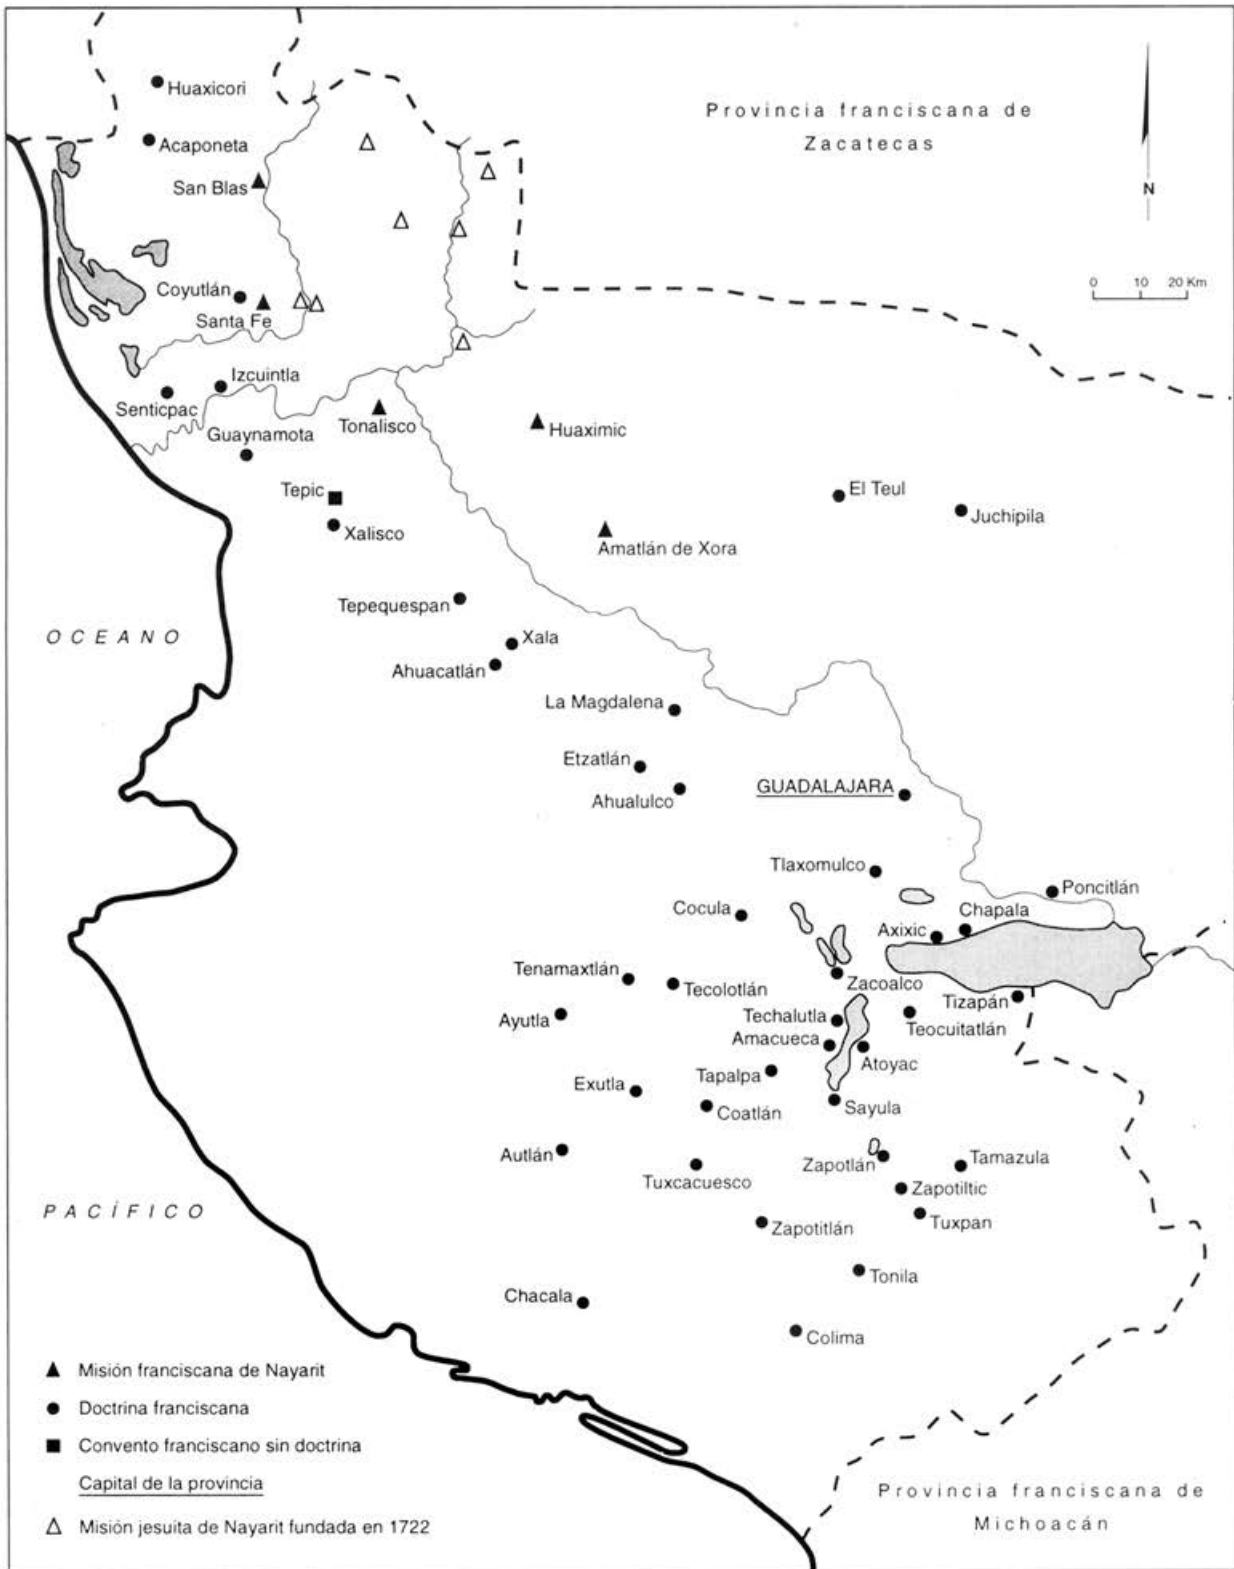 Huaxicori
Provincia franciscana de
Zacatecas
Acaponeta
San Blas
N
Coyutlán
0 10 20 Km
Santa Fe
Izcuintla
Senticpac
Tonalisco
Huaximic
Guaynamota
Tepic
El Teul
Juchipila
Xalisco
Amatlán de Xora
Tepequespan
OCEANO
Xala
Ahuacatlán
La Magdalena
Etzatlán
GUADALAJARA
Ahualulco
Tlaxomulco
Poncitlán
Cocula
Chapala
Axixic
Tenamaxtlán
Tecolotlán
Zacoalco
Tizapán
Ayutla
Techalutla
Teocuitatlán
Amacueca
Atoyac
Tapalpa
Exutla
Coatlán
Sayula
Autlán
Zapotlán
Tamazula
Tuxcacuesco
Zapotiltic
PACÍFICO
Zapotitlán
Tuxpan
Tonila
Chacala
Colima
Misión franciscana de Nayarit
Doctrina franciscana
Convento franciscano sin doctrina
Capital de la provincia
Misión jesuita de Nayarit fundada en 1722
Provincia franciscana de
Michoacán